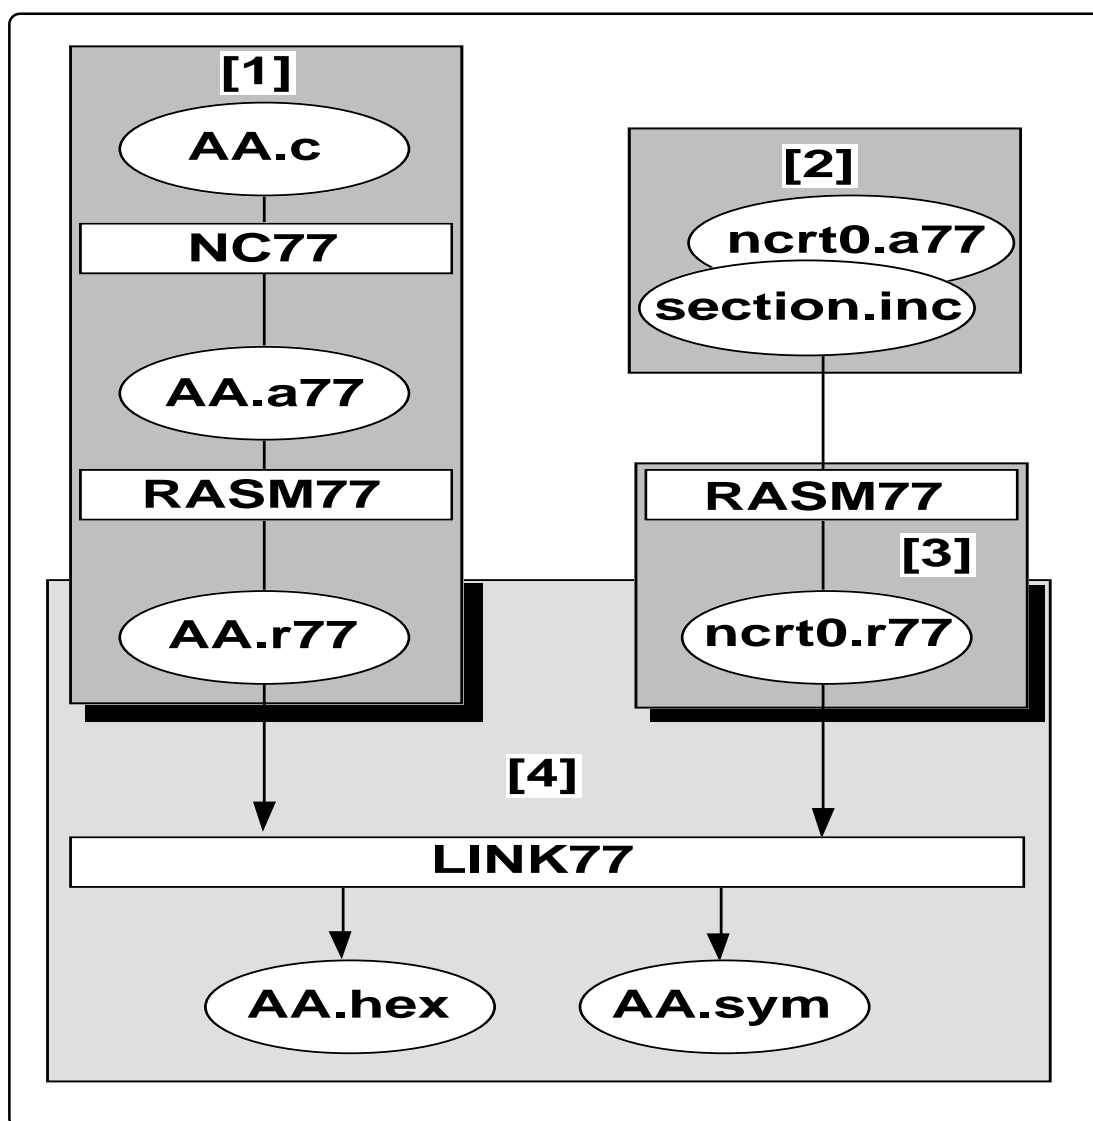 [1]
AA.c
NC77
AA.a77
RASM77
AA.r77
[2]
ncrt0.a77
section.inc
RASM77
[3]
ncrt0.r77
[4]
LINK77
AA.hex
AA.sym